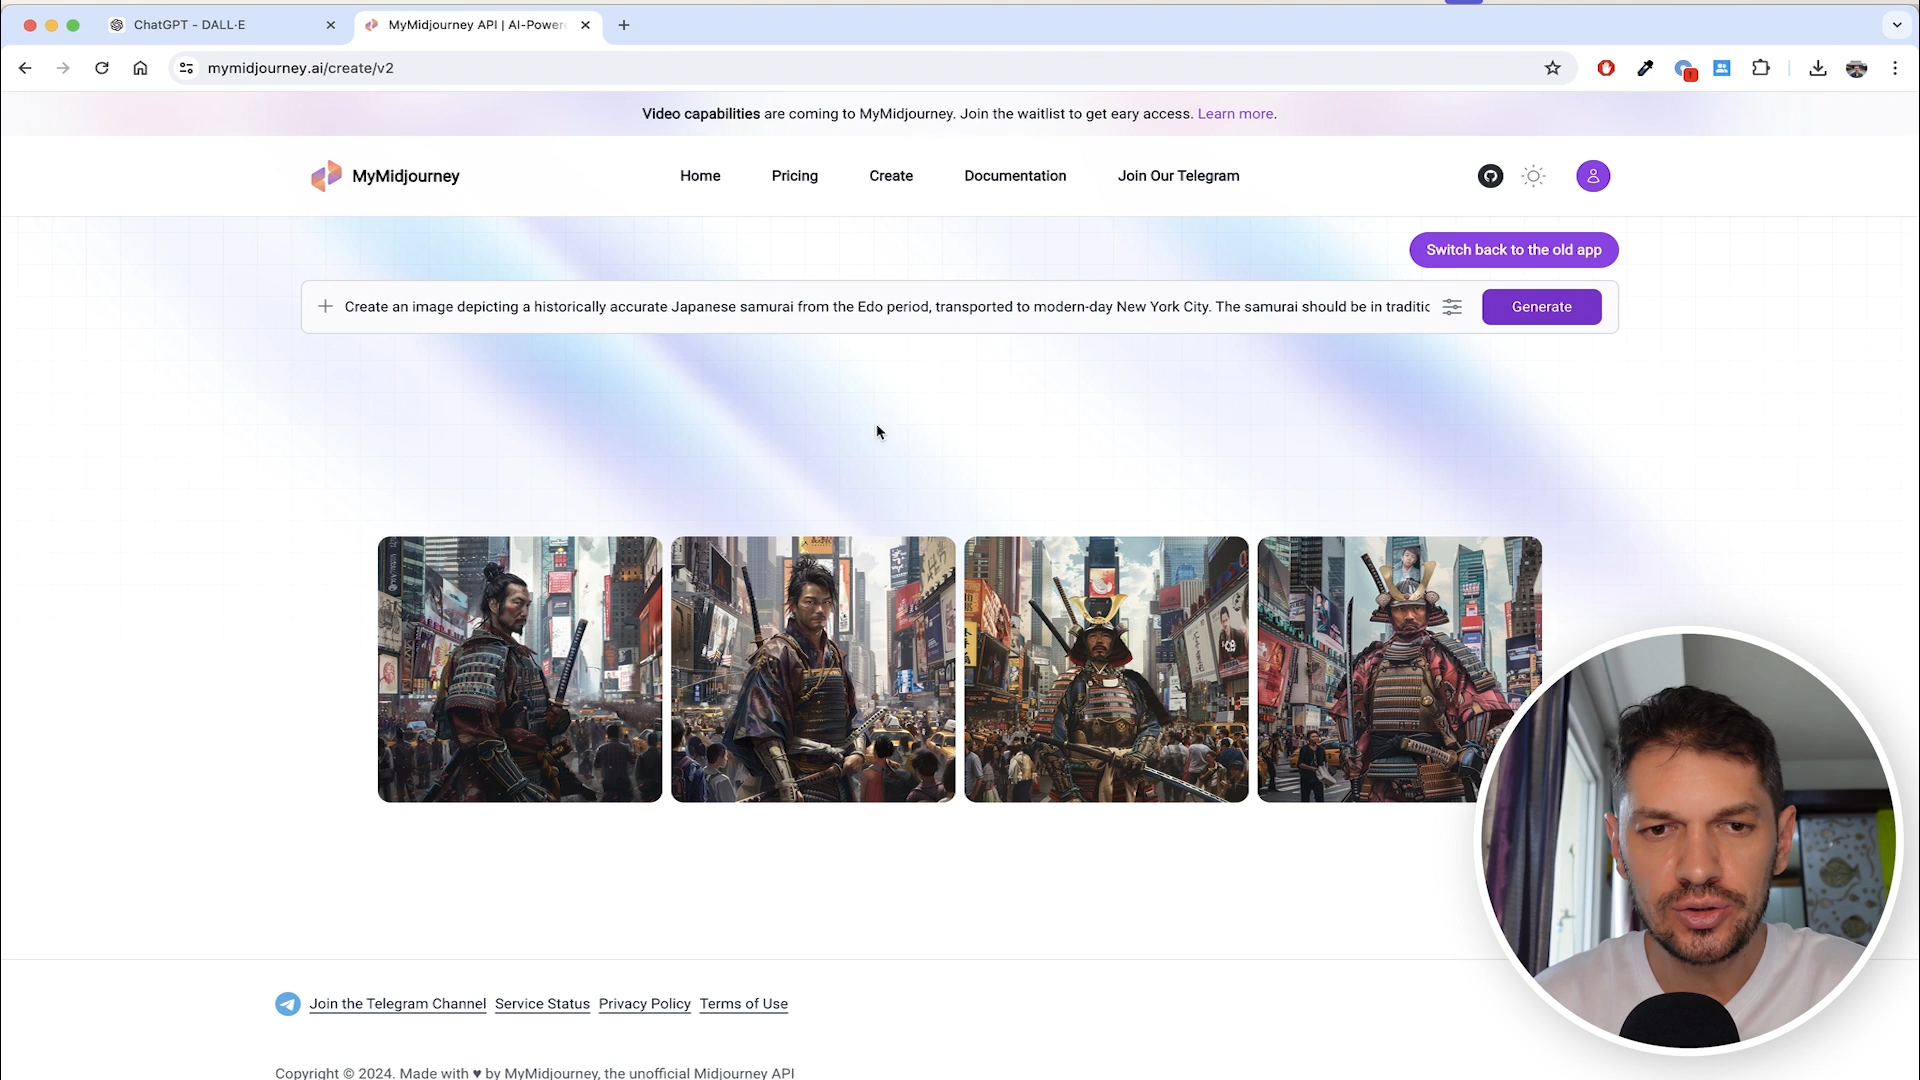 ChatGPT - DALL·E
MyMidjourney API | AI-Power
mymidjourney.ai/create/v2
Video capabilities are coming to MyMidjourney. Join the waitlist to get eary access. Learn more.
MyMidjourney
Home
Pricing
Create
Documentation
Join Our Telegram
Switch back to the old app
Create an image depicting a historically accurate Japanese samurai from the Edo period, transported to modern-day New York City. The samurai should be in traditic
Generate
Join the Telegram Channel Service Status Privacy Policy Terms of Use
Copyright © 2024. Made with ♥ by MyMidjourney, the unofficial Midjourney API